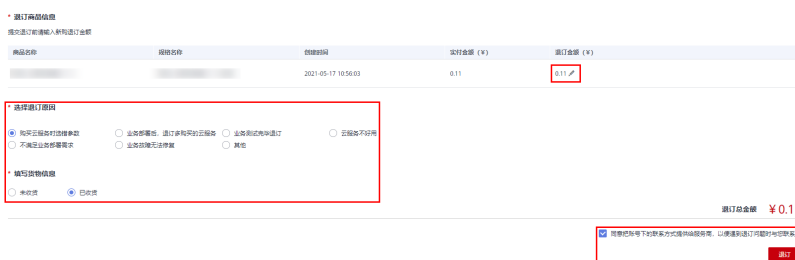 * 退订商品信息
提交退订前请输入新购退订金额
商品名称 规格名称 创建时间 实付金额（￥） 退订金额（￥）
2021-05-17 10:56:03 0.11 0.11
* 选择退订原因
购买云服务时选错参数 业务部署后，退订多购买的云服务 业务测试完毕退订 云服务不好用
不满足业务部署需求 业务故障无法修复 其他
* 填写货物信息
未收货 已收货
退订总金额 ￥0.1
同意把账号下的联系方式提供给服务商，以便遇到退订问题时与您联系
退订